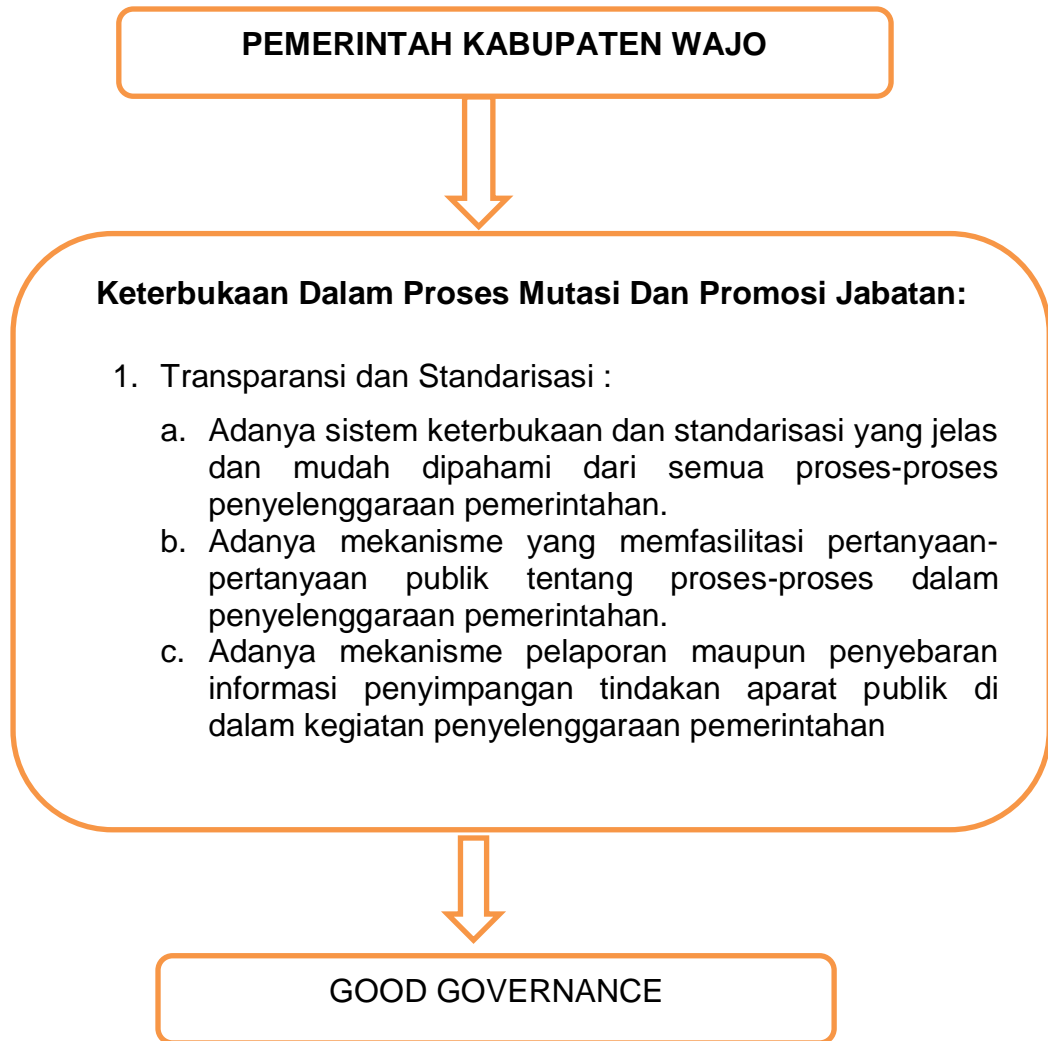 PEMERINTAH KABUPATEN WAJO
Keterbukaan Dalam Proses Mutasi Dan Promosi Jabatan:
1. Transparansi dan Standarisasi :
a. Adanya sistem keterbukaan dan standarisasi yang jelas
dan mudah dipahami dari semua proses-proses
penyelenggaraan pemerintahan.
b. Adanya mekanisme yang memfasilitasi pertanyaan-
pertanyaan publik tentang proses-proses dalam
penyelenggaraan pemerintahan.
c. Adanya mekanisme pelaporan maupun penyebaran
informasi penyimpangan tindakan aparat publik di
dalam kegiatan penyelenggaraan pemerintahan
GOOD GOVERNANCE